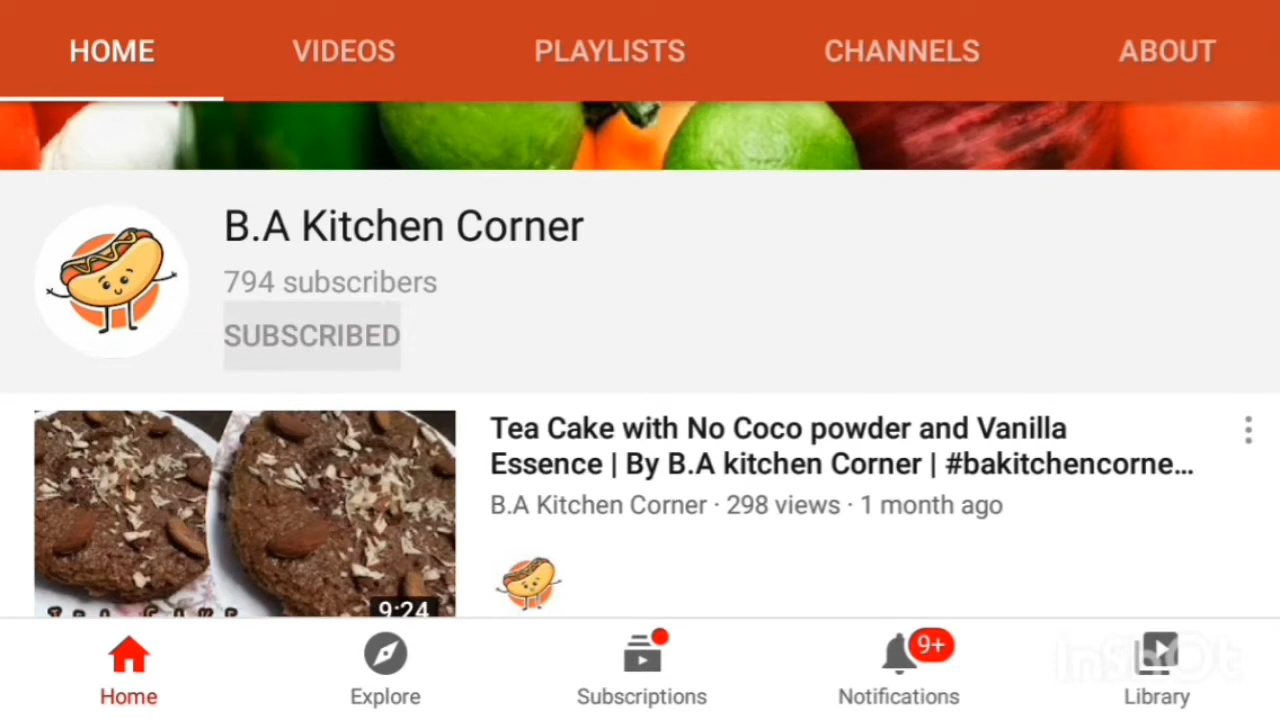 HOME VIDEOS PLAYLISTS CHANNELS ABOUT
B.A Kitchen Corner
794 subscribers
SUBSCRIBED
Tea Cake with No Coco powder and Vanilla
Essence | By B.A kitchen Corner | #bakitchencorne...
B.A Kitchen Corner · 298 views · 1 month ago
9:24
Home Explore Subscriptions 9+ Notifications Library
InShOt